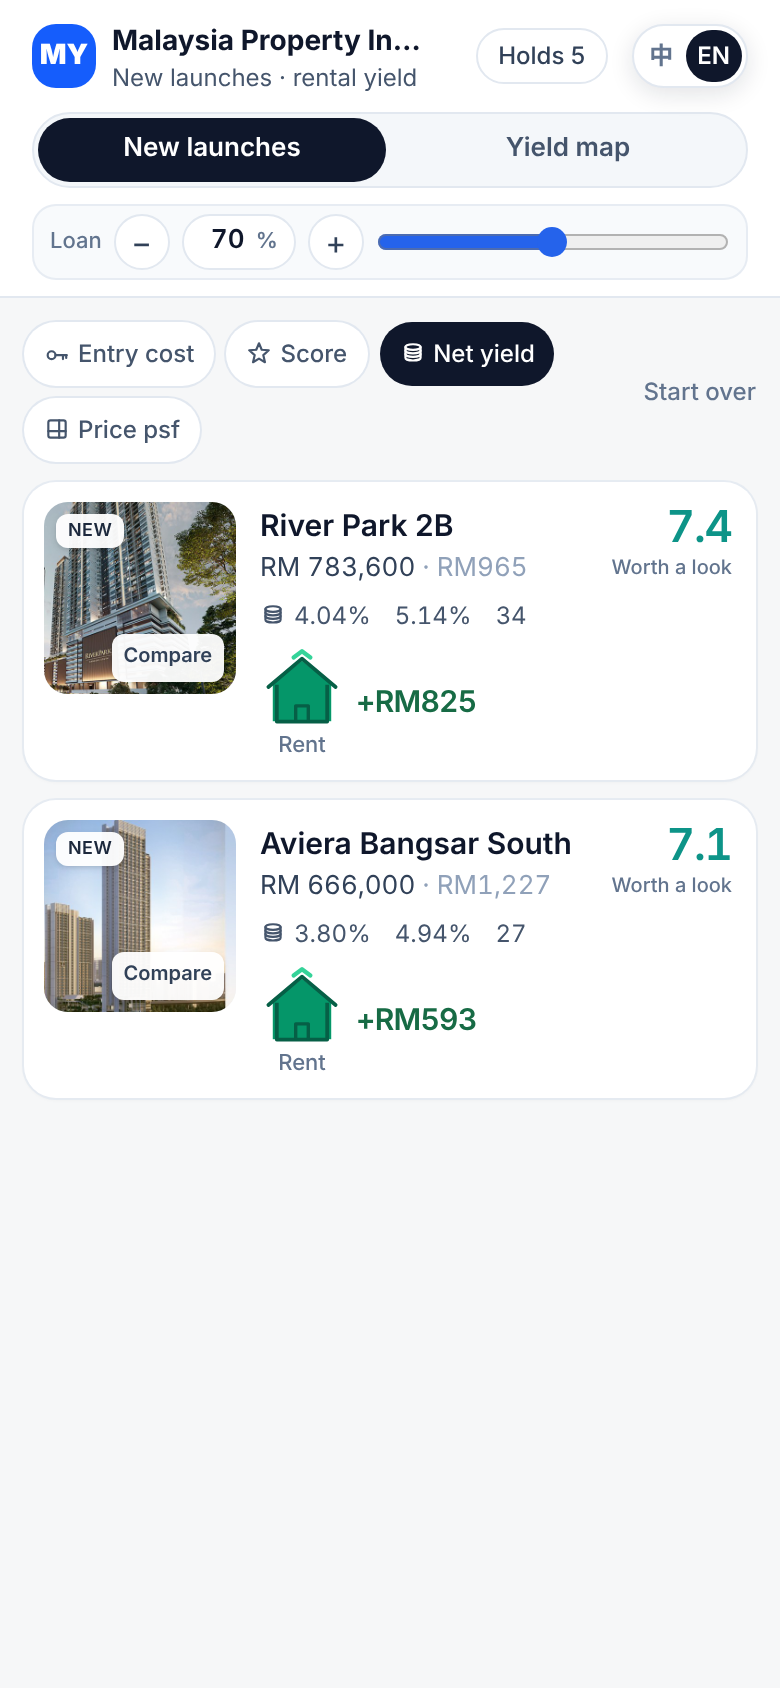 MY
Malaysia Property In...
New launches · rental yield
Holds 5
中 EN
New launches
Yield map
Loan − 70 % +
Entry cost
Score
Net yield
Start over
Price psf
NEW
RIVER PARK
Compare
River Park 2B
RM 783,600 · RM965
4.04% 5.14% 34
+RM825
Rent
7.4
Worth a look
NEW
Compare
Aviera Bangsar South
RM 666,000 · RM1,227
3.80% 4.94% 27
+RM593
Rent
7.1
Worth a look